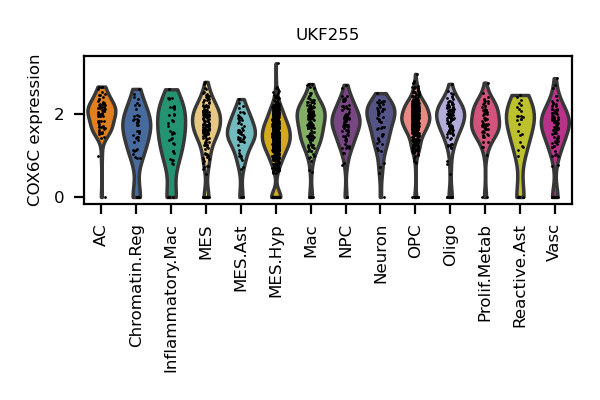 UKF255
COX6C expression
2
0
AC
Chromatin.Reg
Inflammatory.Mac
MES
MES.Ast
MES.Hyp
Mac
NPC
Neuron
OPC
Oligo
Prolif.Metab
Reactive.Ast
Vasc